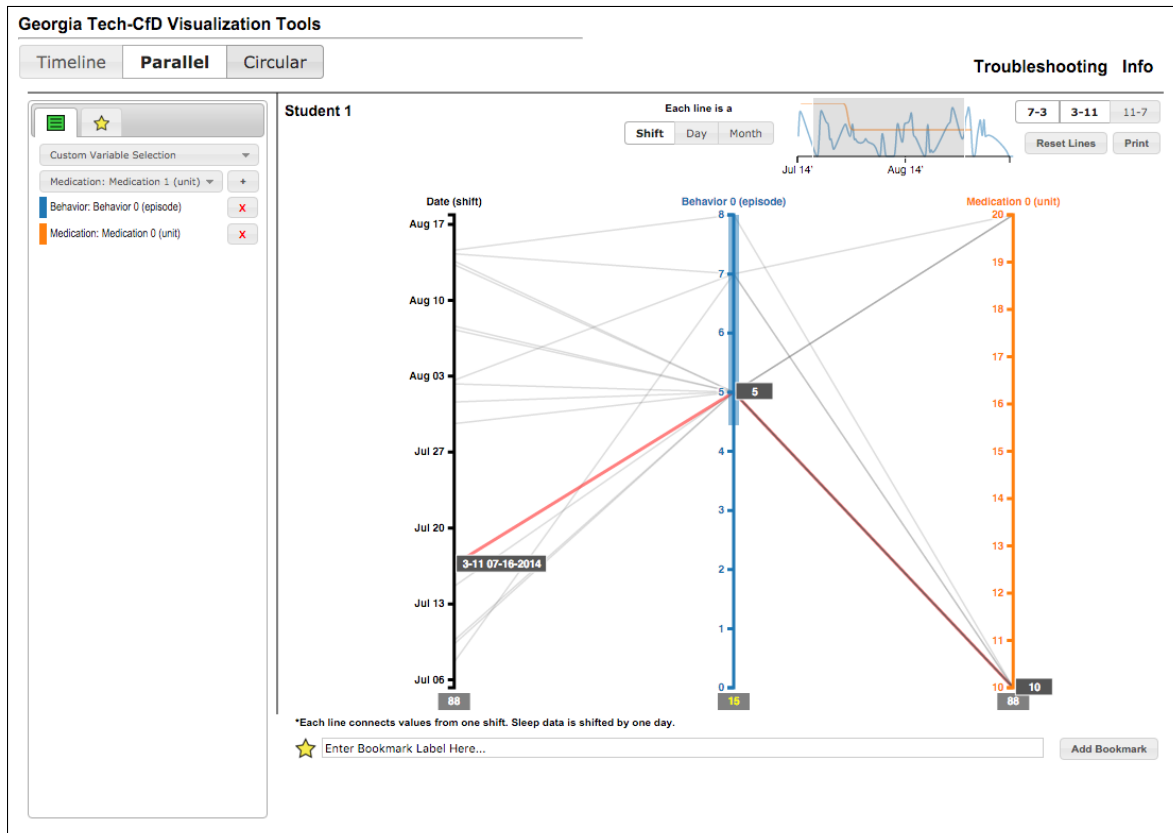 Georgia Tech-CfD Visualization Tools
Timeline Parallel Circular
Troubleshooting Info
Student 1
Each line is a
Shift Day Month
Jul 14' Aug 14'
7-3 3-11 11-7
Reset Lines Print
Custom Variable Selection
Medication: Medication 1 (unit) +
Behavior: Behavior 0 (episode) X
Medication: Medication 0 (unit) X
Date (shift)
Aug 17
Aug 10
Aug 03
Jul 27
Jul 20
3-11 07-16-2014
Jul 13
Jul 06
88
Behavior 0 (episode)
8
7
6
5 5
4
3
2
1
0
15
Medication 0 (unit)
20
19
18
17
16
15
14
13
12
11
10 10
88
*Each line connects values from one shift. Sleep data is shifted by one day.
Enter Bookmark Label Here... Add Bookmark